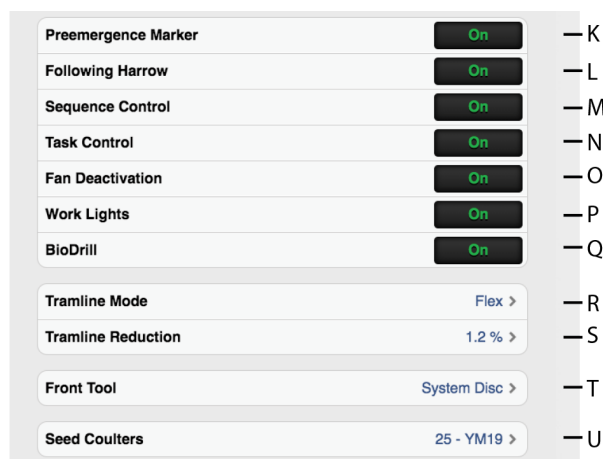 Preemergence Marker On K
Following Harrow On L
Sequence Control On M
Task Control On N
Fan Deactivation On O
Work Lights On P
BioDrill On Q
Tramline Mode Flex > R
Tramline Reduction 1.2 % > S
Front Tool System Disc > T
Seed Coulters 25 - YM19 > U